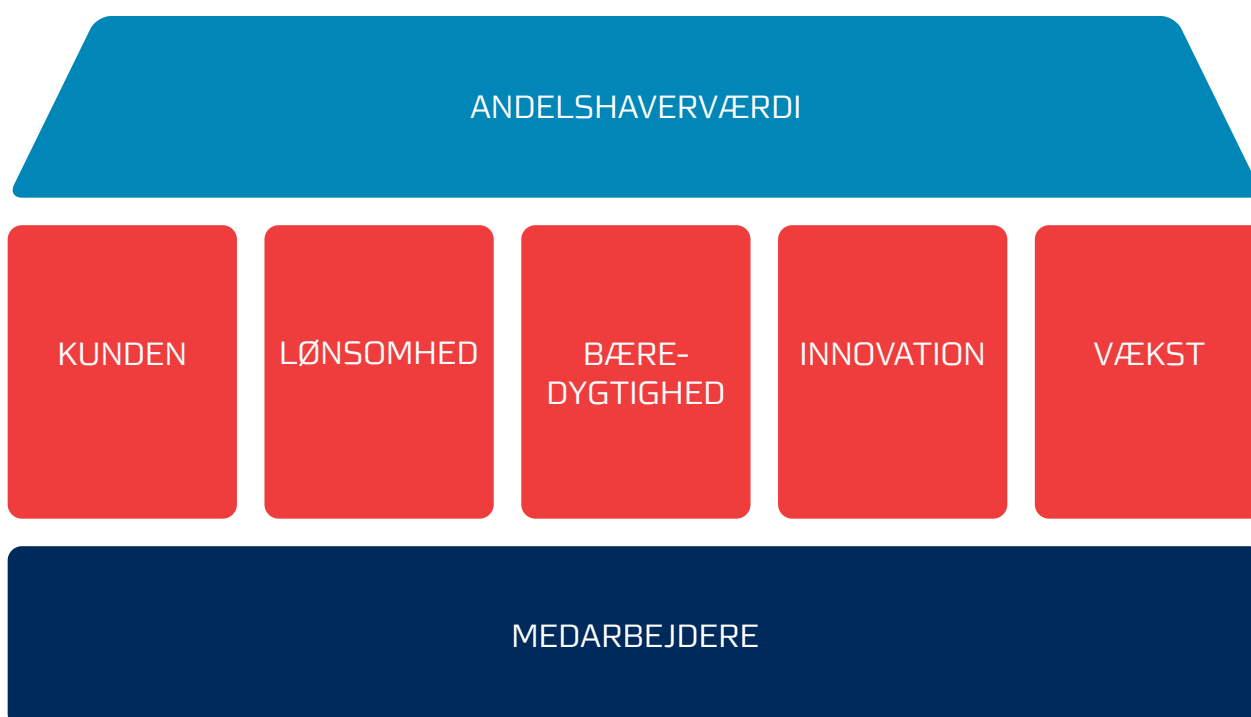 ANDELSHAVERVÆRDI
KUNDEN
LØNSOMHED
BÆRE-
DYGTIGHED
INNOVATION
VÆKST
MEDARBEJDERE